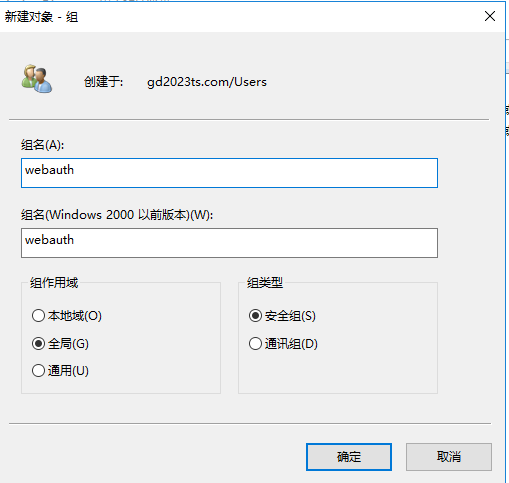 新建对象 - 组
创建于: gd2023ts.com/Users
组名(A):
webauth
组名(Windows 2000 以前版本)(W):
webauth
组作用域
本地域(O)
全局(G)
通用(U)
组类型
安全组(S)
通讯组(D)
确定
取消